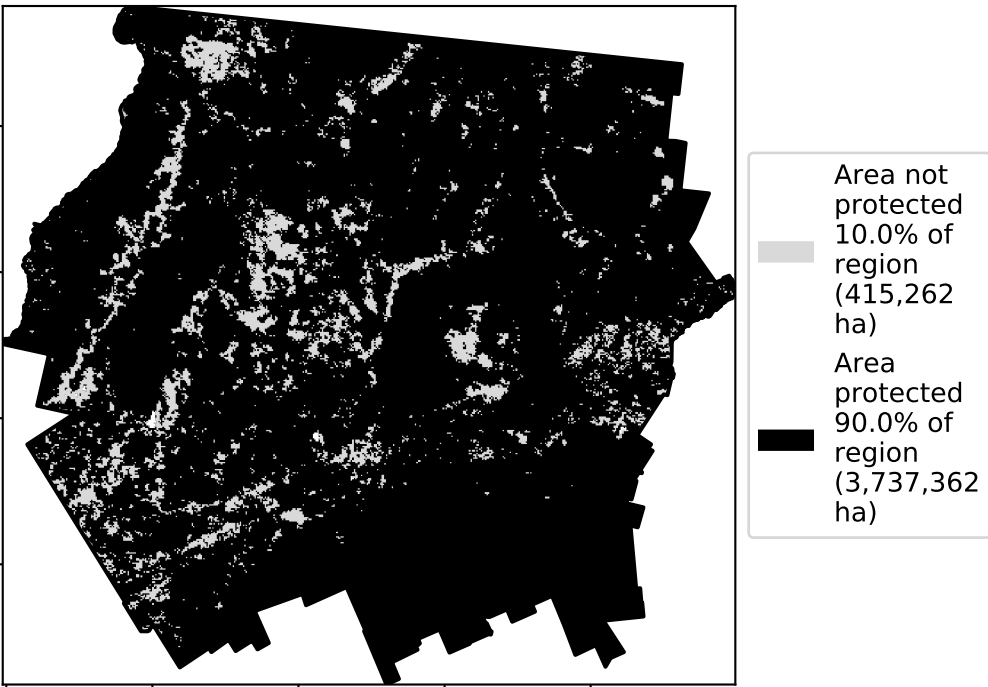 Area not
protected
10.0% of
region
(415,262
ha)
Area
protected
90.0% of
region
(3,737,362
ha)